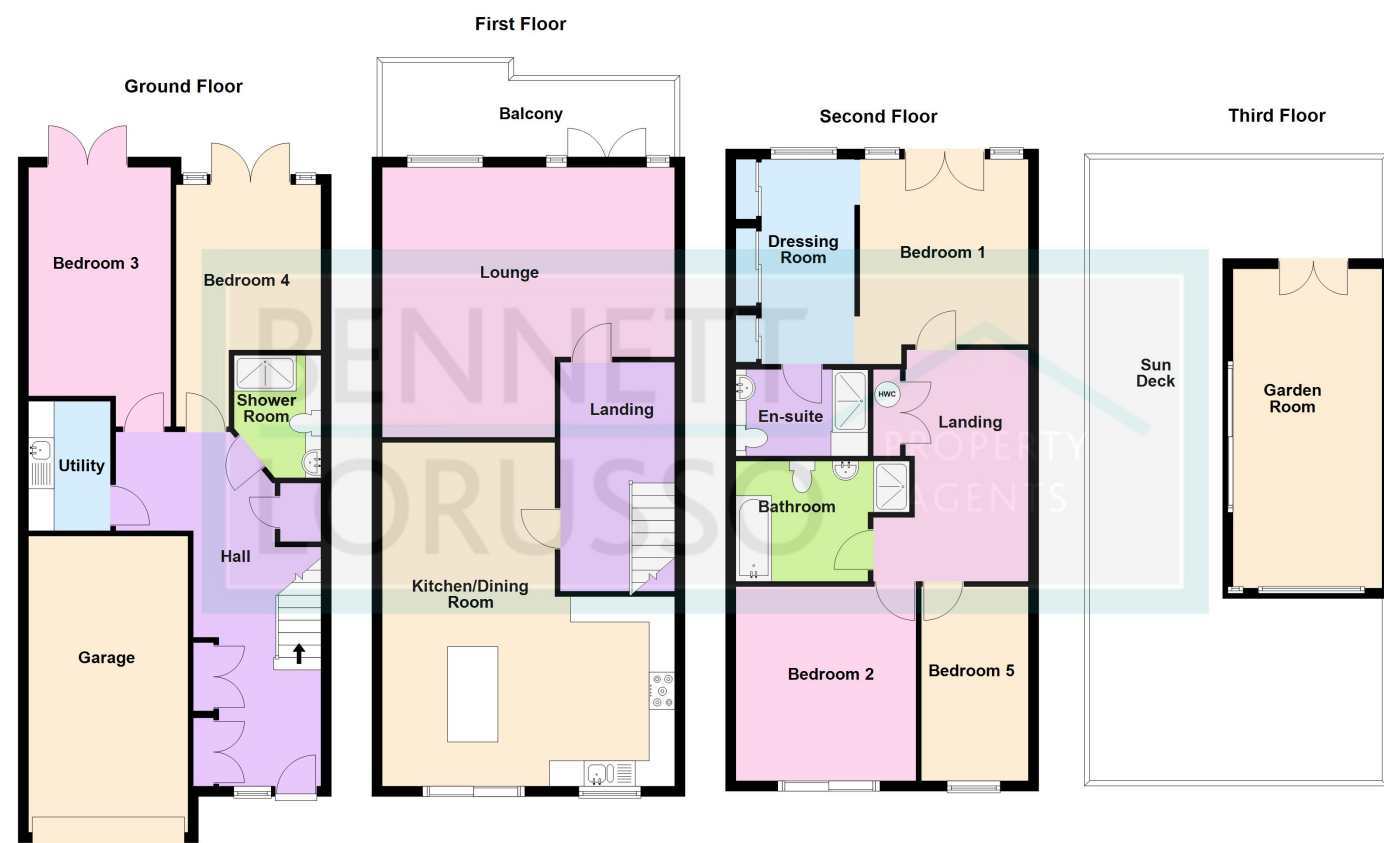 First Floor
Ground Floor
Balcony
Second Floor
Third Floor
Bedroom 3
Bedroom 4
Lounge
Dressing
Room
Bedroom 1
Sun
Deck
Garden
Room
Shower
Room
Landing
En-suite
HWC
Landing
Utility
Bathroom
Hall
Kitchen/Dining
Room
Garage
Bedroom 2
Bedroom 5
BENNETT
LORUSSO
PROPERTY
AGENTS